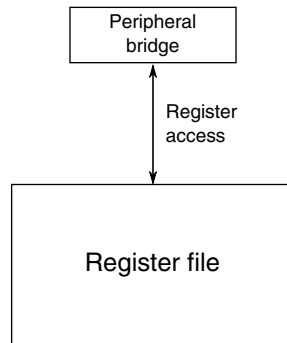 Peripheral
bridge
Register
access
Register file